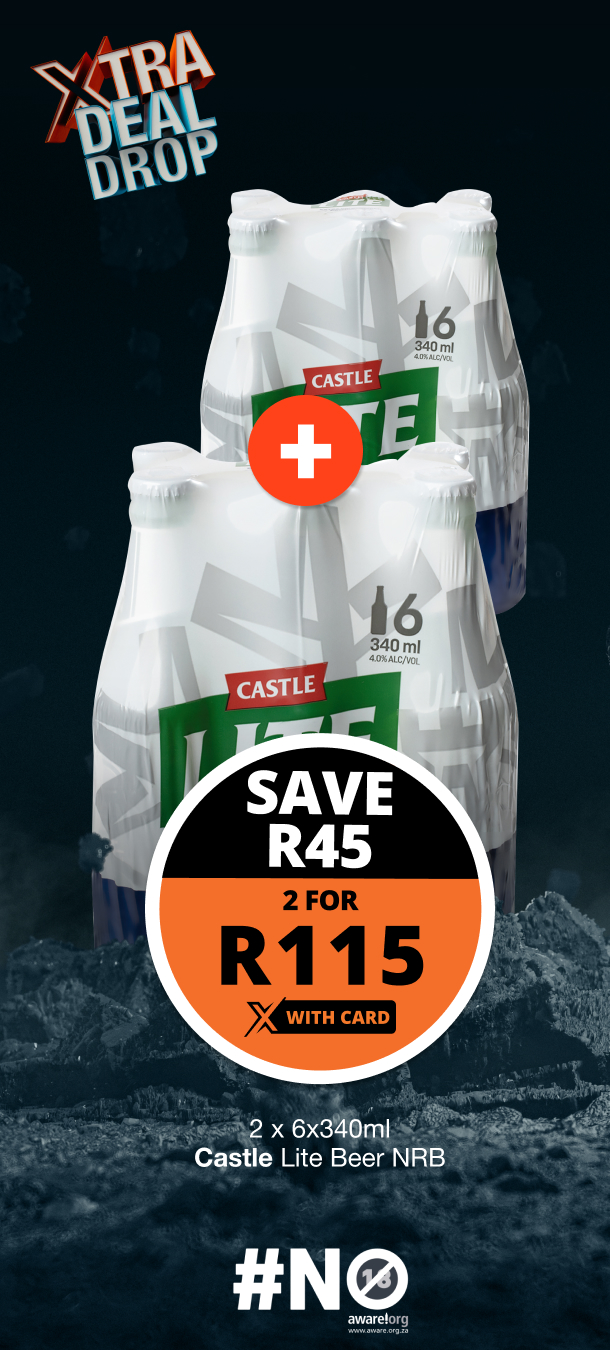 XTRA
DEAL
DROP
6
340 ml
4.0% ALC/VOL
CASTLE
LITE
6
340 ml
4.0% ALC/VOL
CASTLE
LITE
SAVE
R45
2 FOR
R115
X WITH CARD
2 x 6x340ml
Castle Lite Beer NRB
#NO
18
aware.org
www.aware.org.za